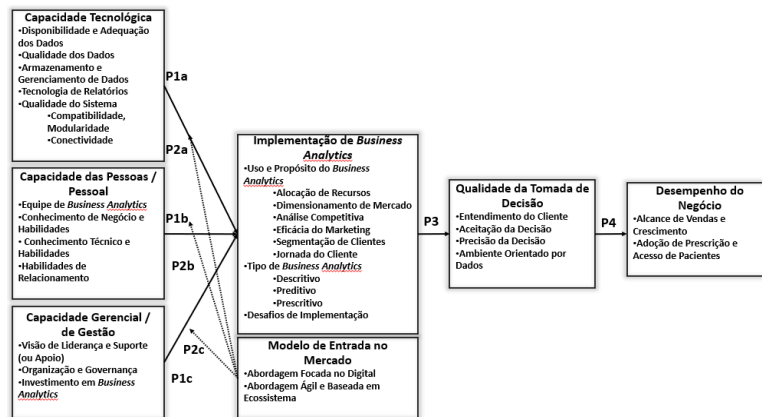 Capacidade Tecnológica
•Disponibilidade e Adequação
dos Dados
•Qualidade dos Dados
•Armazenamento e
Gerenciamento de Dados
•Tecnologia de Relatórios
•Qualidade do Sistema
•Compatibilidade,
Modularidade
•Conectividade
P1a
P2a
Capacidade das Pessoas /
Pessoal
•Equipe de Business Analytics
•Conhecimento de Negócio e
Habilidades
• Conhecimento Técnico e
Habilidades
•Habilidades de
Relacionamento
P1b
P2b
Capacidade Gerencial /
de Gestão
•Visão de Liderança e Suporte
(ou Apoio)
•Organização e Governança
•Investimento em Business
Analytics
P2c
P1c
Implementação de Business
Analytics
•Uso e Propósito do Business
Analytics
•Alocação de Recursos
•Dimensionamento de Mercado
•Análise Competitiva
•Eficácia do Marketing
•Segmentação de Clientes
•Jornada do Cliente
•Tipo de Business Analytics
•Descritivo
•Preditivo
•Prescritivo
•Desafios de Implementação
Modelo de Entrada no
Mercado
•Abordagem Focada no Digital
•Abordagem Ágil e Baseada em
Ecossistema
P3
Qualidade da Tomada de
Decisão
•Entendimento do Cliente
•Aceitação da Decisão
•Precisão da Decisão
•Ambiente Orientado por
Dados
P4
Desempenho do
Negócio
•Alcance de Vendas e
Crescimento
•Adoção de Prescrição e
Acesso de Pacientes